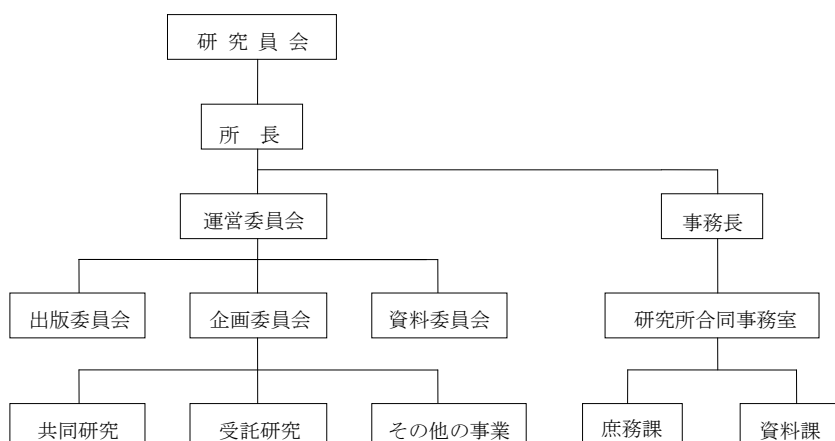 研 究 員 会
所　長
運営委員会
事務長
出版委員会
企画委員会
資料委員会
研究所合同事務室
共同研究
受託研究
その他の事業
庶務課
資料課